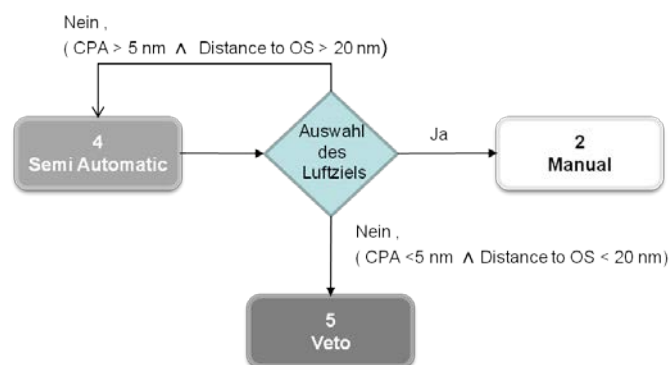 Nein ,
( CPA > 5 nm ∧ Distance to OS > 20 nm)
4
Semi Automatic
Auswahl
des
Luftziels
Ja
2
Manual
Nein ,
( CPA <5 nm ∧ Distance to OS < 20 nm)
5
Veto